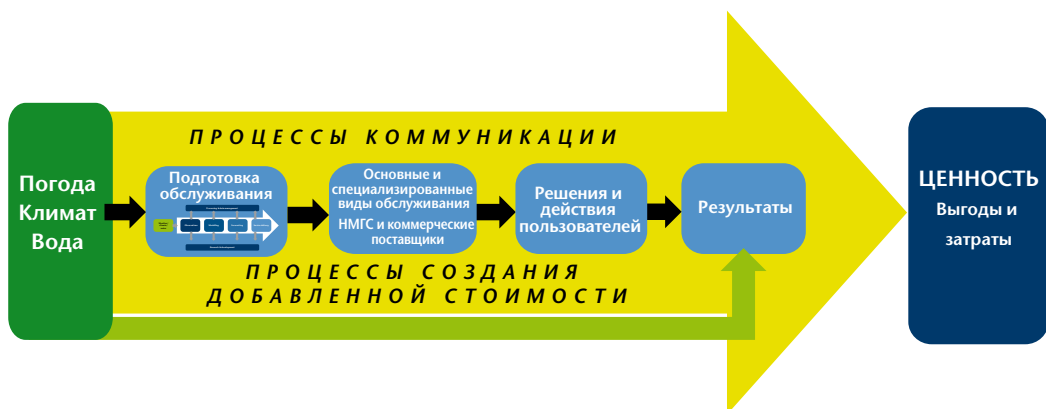 ПРОЦЕССЫ КОММУНИКАЦИИ
Погода
Климат
Вода
Подготовка
обслуживания
Основные и
специализированные
виды обслуживания
НМГС и коммерческие
поставщики
Решения и
действия
пользователей
Результаты
ПРОЦЕССЫ СОЗДАНИЯ
ДОБАВЛЕННОЙ СТОИМОСТИ
ЦЕННОСТЬ
Выгоды и
затраты